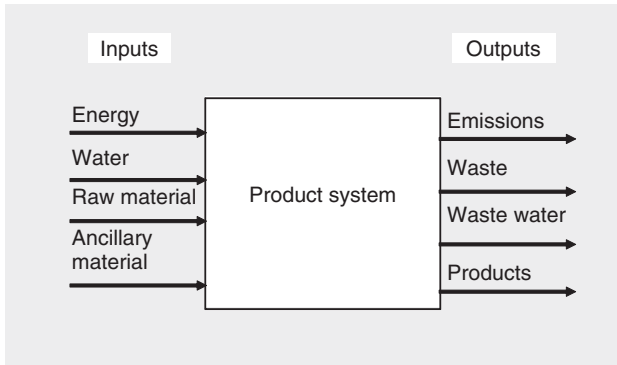 Inputs
Outputs
Energy
Water
Raw material
Ancillary
material
Product system
Emissions
Waste
Waste water
Products